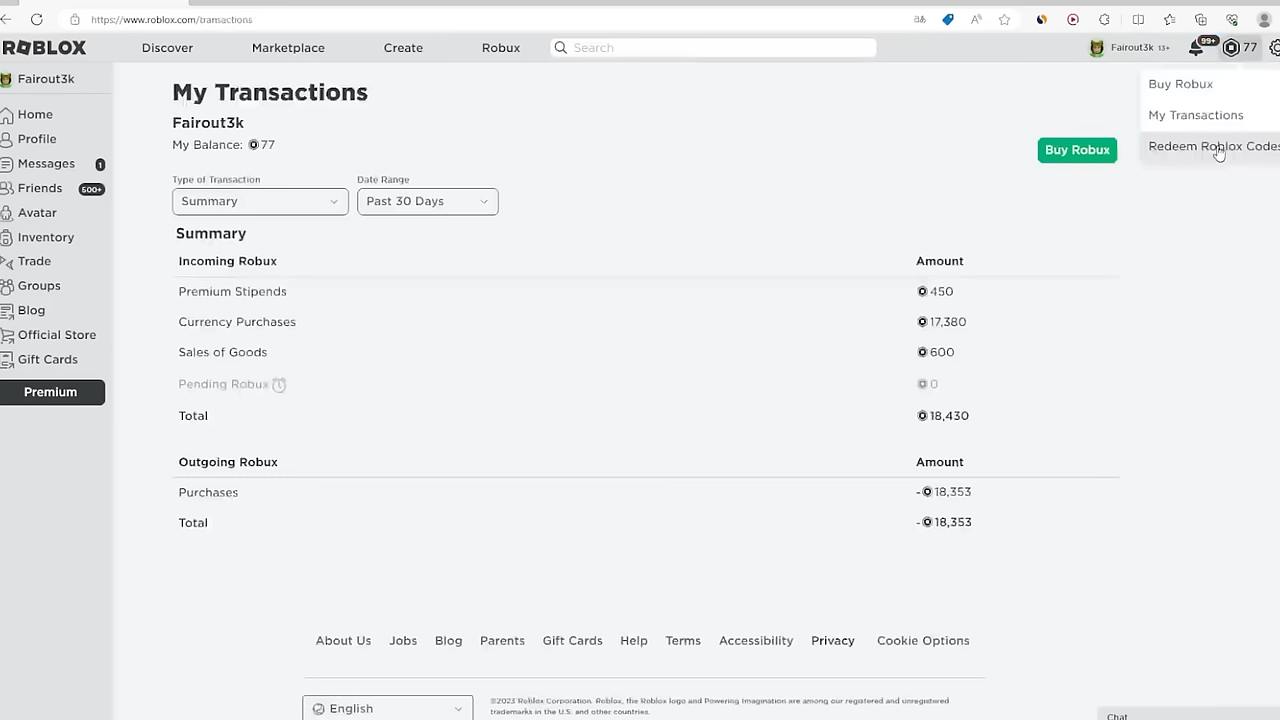 https://www.roblox.com/transactions
ROBLOX
Discover
Marketplace
Create
Robux
Search
Fairout3k 13+
99+
77
Fairout3k
Home
Profile
Messages 1
Friends 500+
Avatar
Inventory
Trade
Groups
Blog
Official Store
Gift Cards
Premium
Buy Robux
My Transactions
Redeem Roblox Codes
My Transactions
Fairout3k
My Balance: 77
Buy Robux
Type of Transaction
Date Range
Summary
Past 30 Days
Summary
Incoming Robux Amount
Premium Stipends 450
Currency Purchases 17,380
Sales of Goods 600
Pending Robux 0
Total 18,430
Outgoing Robux Amount
Purchases -18,353
Total -18,353
About Us Jobs Blog Parents Gift Cards Help Terms Accessibility Privacy Cookie Options
English
©2023 Roblox Corporation. Roblox, the Roblox logo and Powering Imagination are among our registered and unregistered
trademarks in the U.S. and other countries.
Chat